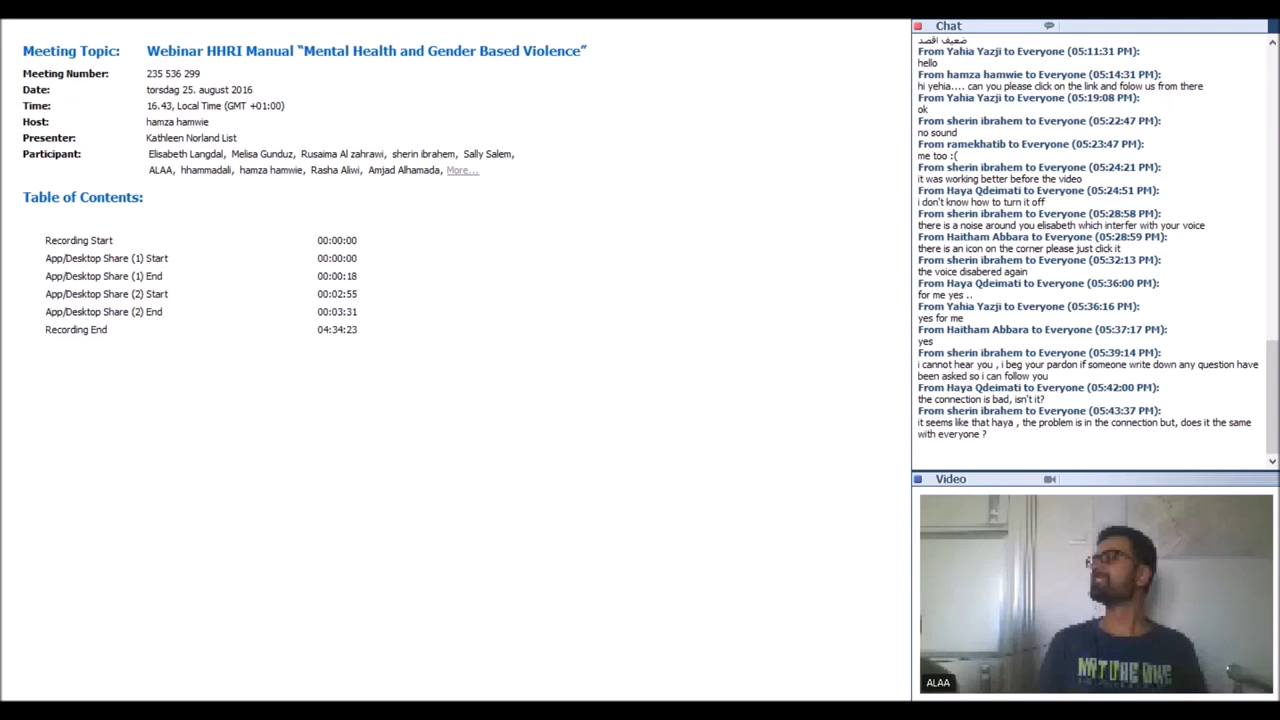 Meeting Topic: Webinar HHRI Manual “Mental Health and Gender Based Violence”
Meeting Number: 235 536 299
Date: torsdag 25. august 2016
Time: 16.43, Local Time (GMT +01:00)
Host: hamza hamwie
Presenter: Kathleen Norland List
Participant: Elisabeth Langdal, Melisa Gunduz, Rusaima Al zahrawi, sherin ibrahem, Sally Salem,
ALAA, hhammadali, hamza hamwie, Rasha Aliwi, Amjad Alhamada, More...
Table of Contents:
Recording Start 00:00:00
App/Desktop Share (1) Start 00:00:00
App/Desktop Share (1) End 00:00:18
App/Desktop Share (2) Start 00:02:55
App/Desktop Share (2) End 00:03:31
Recording End 04:34:23
Chat
ضعيف اقصد
From Yahia Yazji to Everyone (05:11:31 PM):
hello
From hamza hamwie to Everyone (05:14:31 PM):
hi yehia.... can you please click on the link and folow us from there
From Yahia Yazji to Everyone (05:19:08 PM):
ok
From sherin ibrahem to Everyone (05:22:47 PM):
no sound
From ramekhatib to Everyone (05:23:47 PM):
me too :(
From sherin ibrahem to Everyone (05:24:21 PM):
it was working better before the video
From Haya Qdeimati to Everyone (05:24:51 PM):
i don't know how to turn it off
From sherin ibrahem to Everyone (05:28:58 PM):
there is a noise around you elisabeth which interfer with your voice
From Haitham Abbara to Everyone (05:28:59 PM):
there is an icon on the corner please just click it
From sherin ibrahem to Everyone (05:32:13 PM):
the voice disabered again
From Haya Qdeimati to Everyone (05:36:00 PM):
for me yes ..
From Yahia Yazji to Everyone (05:36:16 PM):
yes for me
From Haitham Abbara to Everyone (05:37:17 PM):
yes
From sherin ibrahem to Everyone (05:39:14 PM):
i cannot hear you , i beg your pardon if someone write down any question have
been asked so i can follow you
From Haya Qdeimati to Everyone (05:42:00 PM):
the connection is bad, isn't it?
From sherin ibrahem to Everyone (05:43:37 PM):
it seems like that haya , the problem is in the connection but, does it the same
with everyone ?
Video
ALAA